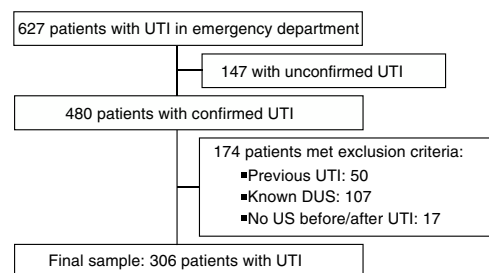 627 patients with UTI in emergency department
147 with unconfirmed UTI
480 patients with confirmed UTI
174 patients met exclusion criteria:
▪Previous UTI: 50
▪Known DUS: 107
▪No US before/after UTI: 17
Final sample: 306 patients with UTI